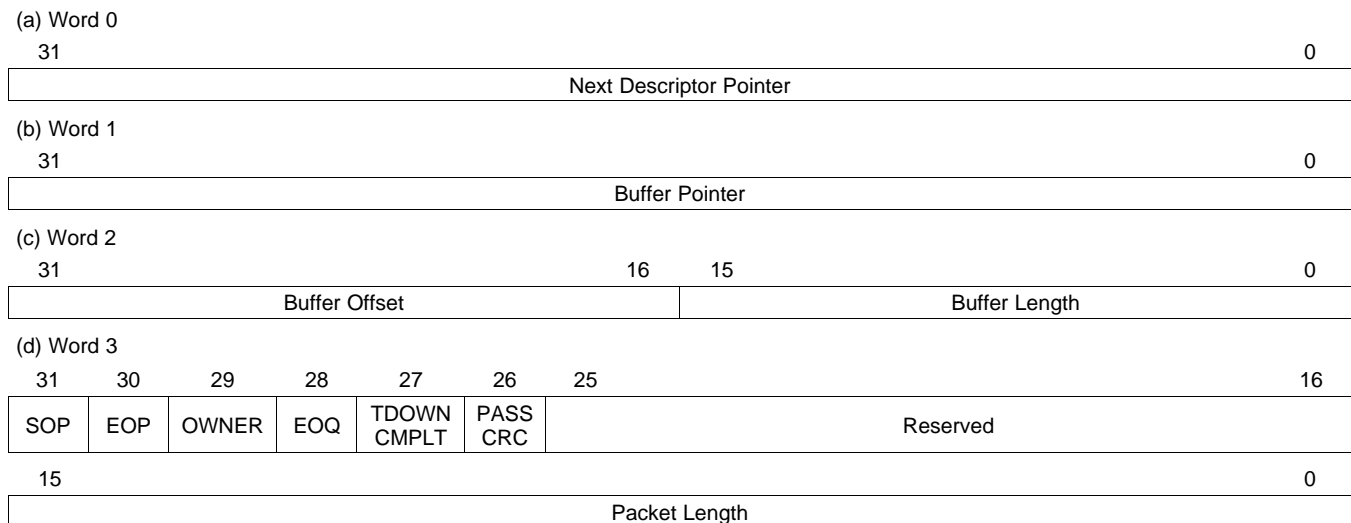 (a) Word 0
31 0
Next Descriptor Pointer
(b) Word 1
31 0
Buffer Pointer
(c) Word 2
31 16 15 0
Buffer Offset Buffer Length
(d) Word 3
31 30 29 28 27 26 25 16
SOP EOP OWNER EOQ TDOWN CMPLT PASS CRC Reserved
15 0
Packet Length